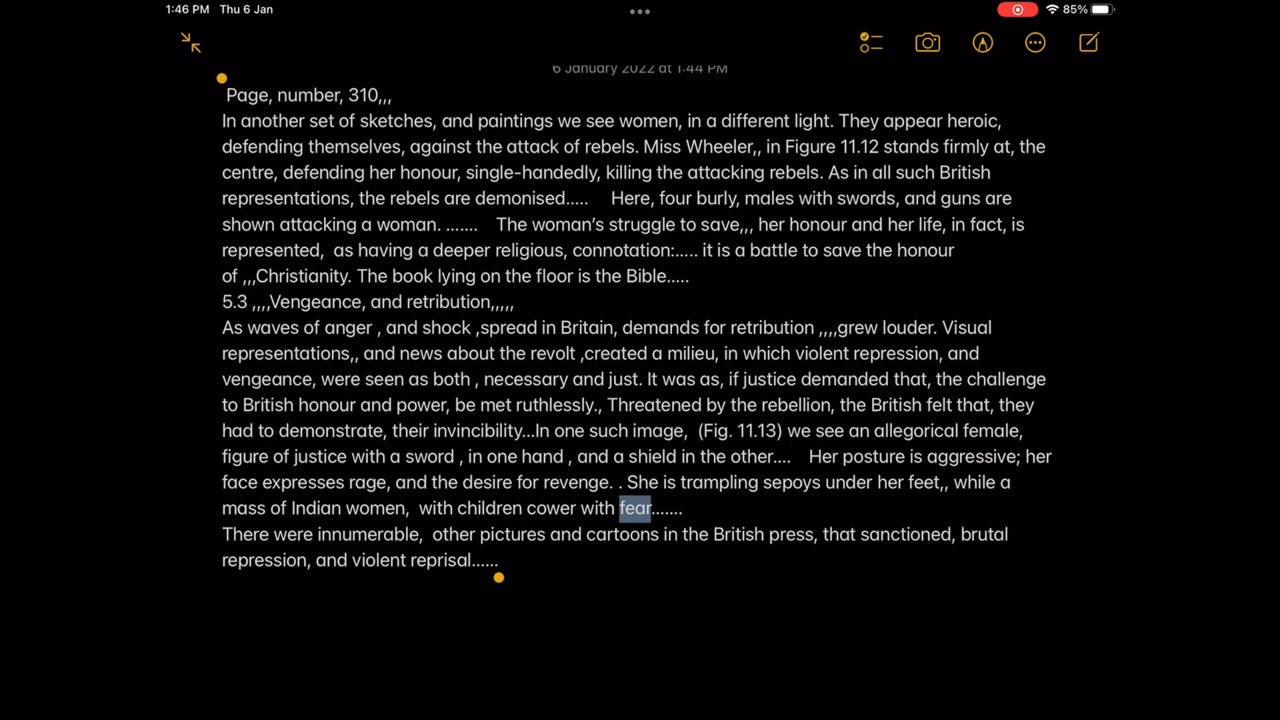 1:46 PM Thu 6 Jan
85%
6 January 2022 at 1:44 PM
Page, number, 310,,,
In another set of sketches, and paintings we see women, in a different light. They appear heroic,
defending themselves, against the attack of rebels. Miss Wheeler,, in Figure 11.12 stands firmly at, the
centre, defending her honour, single-handedly, killing the attacking rebels. As in all such British
representations, the rebels are demonised..... Here, four burly, males with swords, and guns are
shown attacking a woman. ....... The woman’s struggle to save,,, her honour and her life, in fact, is
represented, as having a deeper religious, connotation:..... it is a battle to save the honour
of ,,,Christianity. The book lying on the floor is the Bible.....
5.3 ,,,,Vengeance, and retribution,,,,,
As waves of anger , and shock ,spread in Britain, demands for retribution ,,,,grew louder. Visual
representations,, and news about the revolt ,created a milieu, in which violent repression, and
vengeance, were seen as both , necessary and just. It was as, if justice demanded that, the challenge
to British honour and power, be met ruthlessly., Threatened by the rebellion, the British felt that, they
had to demonstrate, their invincibility...In one such image, (Fig. 11.13) we see an allegorical female,
figure of justice with a sword , in one hand , and a shield in the other.... Her posture is aggressive; her
face expresses rage, and the desire for revenge. . She is trampling sepoys under her feet,, while a
mass of Indian women, with children cower with fear.......
There were innumerable, other pictures and cartoons in the British press, that sanctioned, brutal
repression, and violent reprisal......